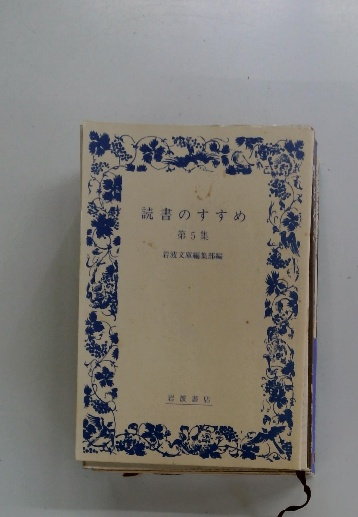 読書のすすめ
第5集
岩波文庫編集部編
岩波書店